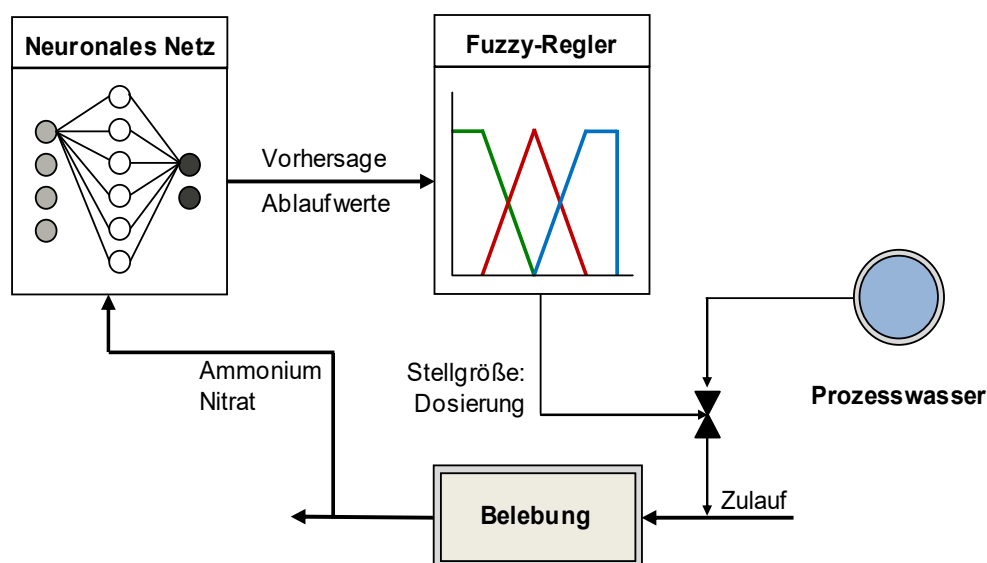 Neuronales Netz
Fuzzy-Regler
Vorhersage
Ablaufwerte
Ammonium
Nitrat
Stellgröße:
Dosierung
Prozesswasser
Belebung
Zulauf